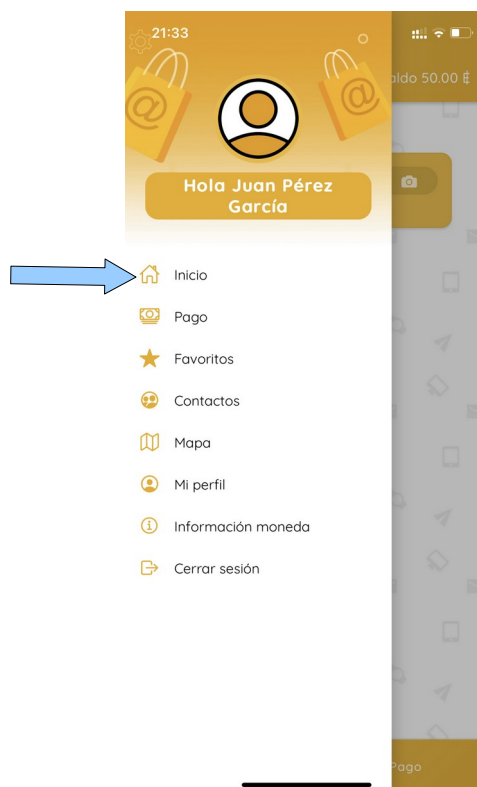 21:33
aldo 50.00 ₤
@
@
Hola Juan Pérez
García
Inicio
Pago
Favoritos
Contactos
Mapa
Mi perfil
Información moneda
Cerrar sesión
Pago